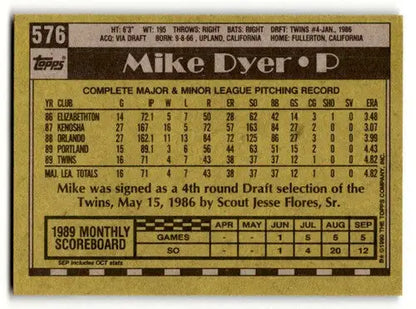 576
HT: 6'3" WT: 195 THROWS: RIGHT BATS: RIGHT DRFT: TWINS #4-JAN., 1986
ACQ: VIA DRAFT BORN: 9-8-66, UPLAND, CALIFORNIA HOME: FULLERTON, CALIFORNIA
Topps Mike Dyer • P
COMPLETE MAJOR & MINOR LEAGUE PITCHING RECORD
YR CLUB G IP W L R ER SO BB GS CG SHO SV ERA
86 ELIZABETHTON 14 72.1 5 7 50 28 62 42 14 3 1 0 3.48
87 KENOSHA 27 167 16 5 72 57 163 84 27 2 0 0 3.07
88 ORLANDO 27 162.1 11 13 84 72 125 86 27 3 0 0 3.99
89 PORTLAND 15 89.1 3 6 56 44 63 51 15 2 0 0 4.43
89 TWINS 16 71 4 7 43 38 37 37 12 1 0 0 4.82
MAJ. LEA. TOTALS 16 71 4 7 43 38 37 37 12 1 0 0 4.82
Mike was signed as a 4th round Draft selection of the
Twins, May 15, 1986 by Scout Jesse Flores, Sr.
1989 MONTHLY
SCOREBOARD
APR MAY JUN JUL AUG SEP
GAMES 1 5 5 5
SO 1 4 20 12
SEP includes OCT stats
B* ©1990 THE TOPPS COMPANY, INC.